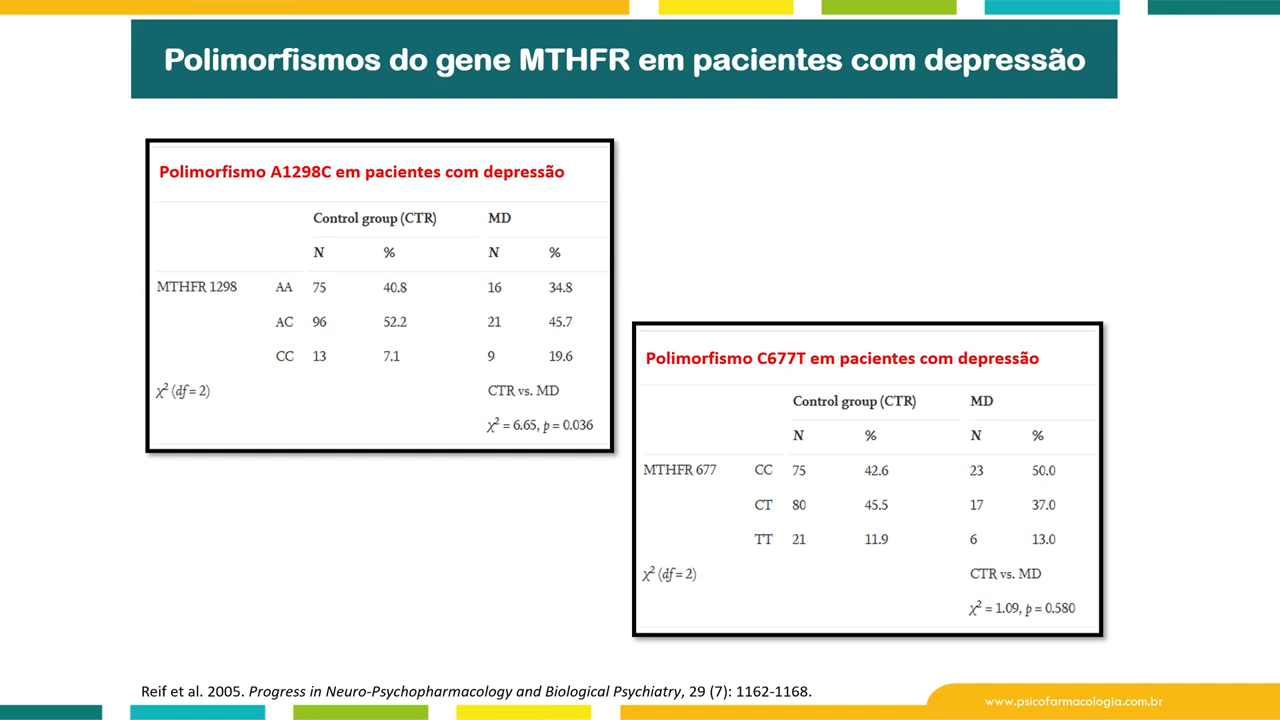 Polimorfismos do gene MTHFR em pacientes com depressão
Polimorfismo A1298C em pacientes com depressão
Control group (CTR) MD
N % N %
MTHFR 1298 AA 75 40.8 16 34.8
AC 96 52.2 21 45.7
CC 13 7.1 9 19.6
χ² (df = 2) CTR vs. MD
χ² = 6.65, p = 0.036
Polimorfismo C677T em pacientes com depressão
Control group (CTR) MD
N % N %
MTHFR 677 CC 75 42.6 23 50.0
CT 80 45.5 17 37.0
TT 21 11.9 6 13.0
χ² (df = 2) CTR vs. MD
χ² = 1.09, p = 0.580
Reif et al. 2005. Progress in Neuro-Psychopharmacology and Biological Psychiatry, 29 (7): 1162-1168.
www.psicofarmacologia.com.br